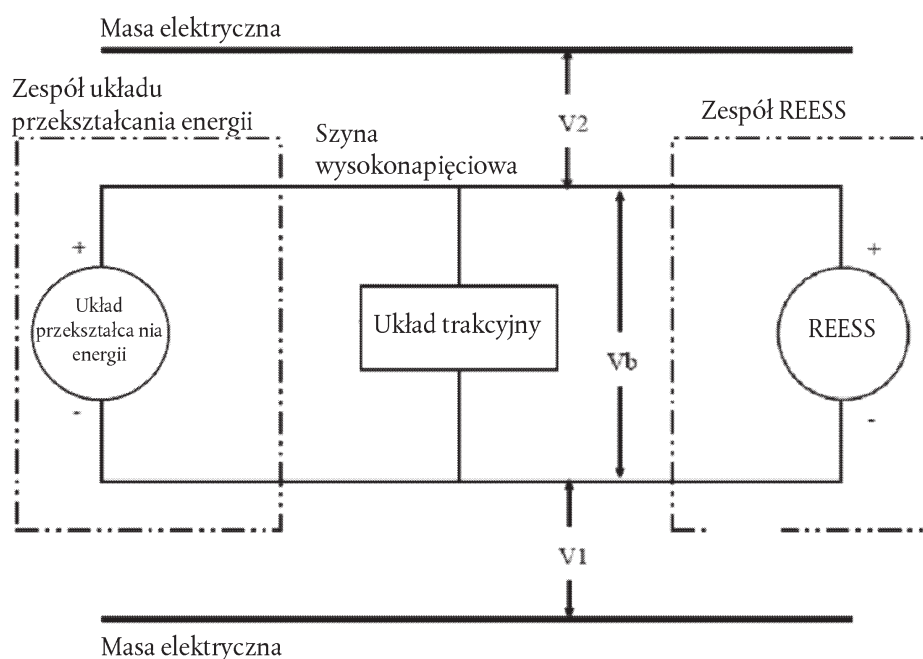 Masa elektryczna
Zespół układu
przekształcania energii
Zespół REESS
V2
Szyna
wysokonapięciowa
+
+
Układ
przekształca nia
energii
Układ trakcyjny
REESS
Vb
-
-
V1
Masa elektryczna